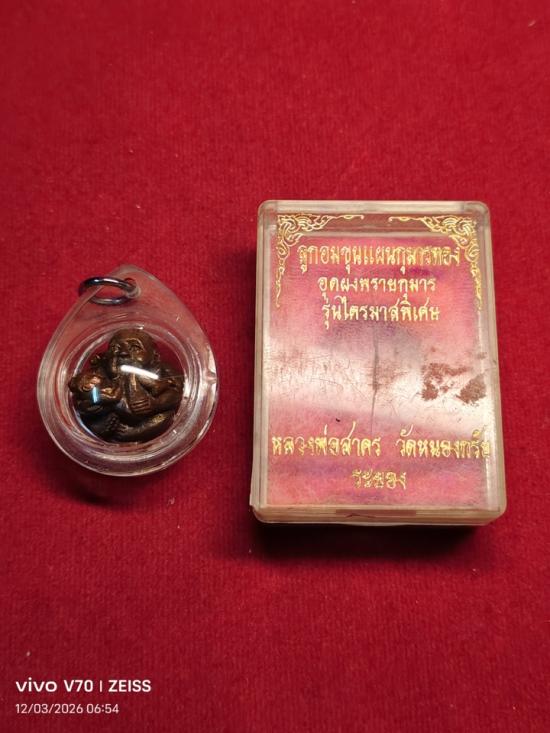 ลูกอมขุนแผนกุมารทอง
อุดผงพรายกุมาร
รุ่นไตรมาสพิเศษ
หลวงพ่อสาคร วัดหนองกรับ
ระยอง
vivo V70 | ZEISS
12/03/2026 06:54